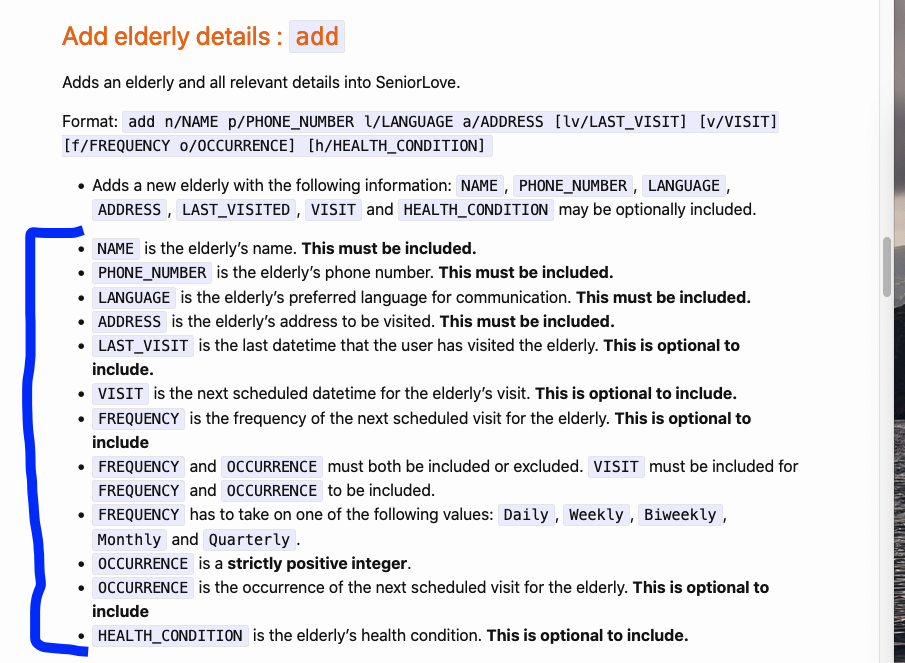 Add elderly details : add
Adds an elderly and all relevant details into SeniorLove.
Format: add n/NAME p/PHONE_NUMBER l/LANGUAGE a/ADDRESS [lv/LAST_VISIT] [v/VISIT]
[f/FREQUENCY o/OCCURRENCE] [h/HEALTH_CONDITION]
• Adds a new elderly with the following information: NAME , PHONE_NUMBER , LANGUAGE ,
ADDRESS , LAST_VISITED , VISIT and HEALTH_CONDITION may be optionally included.
• NAME is the elderly’s name. This must be included.
• PHONE_NUMBER is the elderly’s phone number. This must be included.
• LANGUAGE is the elderly’s preferred language for communication. This must be included.
• ADDRESS is the elderly’s address to be visited. This must be included.
• LAST_VISIT is the last datetime that the user has visited the elderly. This is optional to
include.
• VISIT is the next scheduled datetime for the elderly’s visit. This is optional to include.
• FREQUENCY is the frequency of the next scheduled visit for the elderly. This is optional to
include
• FREQUENCY and OCCURRENCE must both be included or excluded. VISIT must be included for
FREQUENCY and OCCURRENCE to be included.
• FREQUENCY has to take on one of the following values: Daily , Weekly , Biweekly ,
Monthly and Quarterly .
• OCCURRENCE is a strictly positive integer.
• OCCURRENCE is the occurrence of the next scheduled visit for the elderly. This is optional to
include
• HEALTH_CONDITION is the elderly’s health condition. This is optional to include.